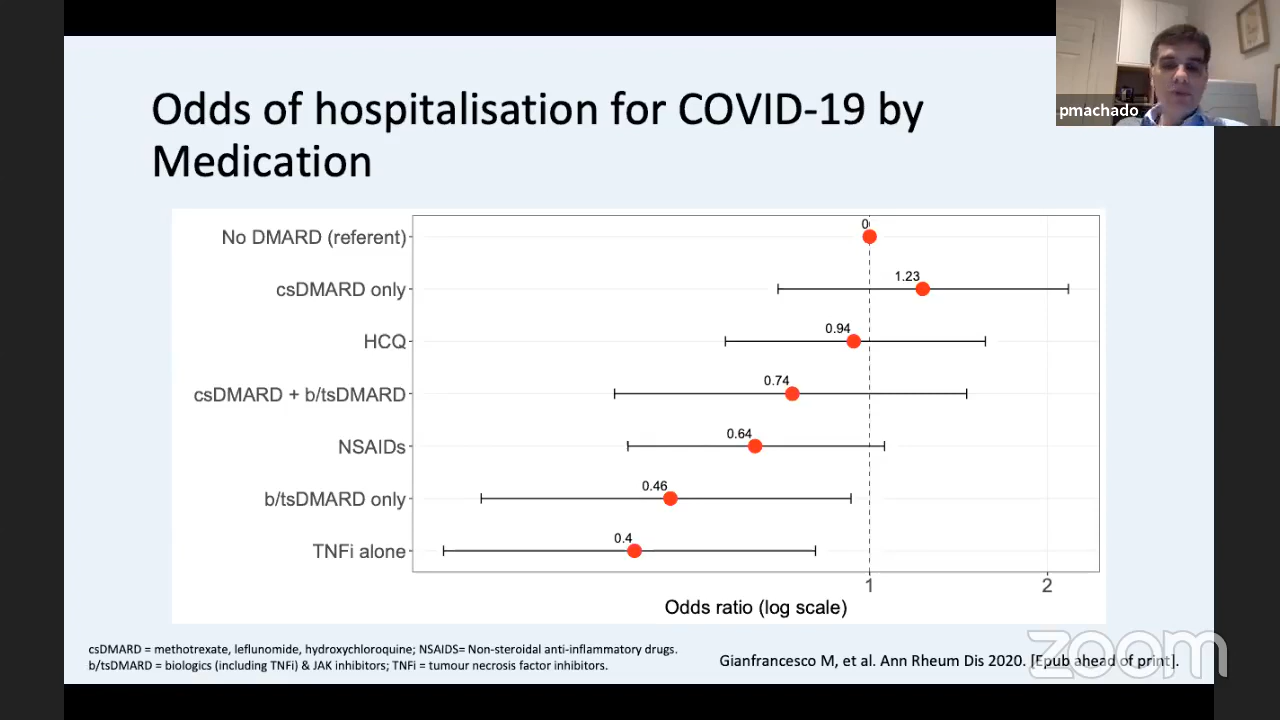 Odds of hospitalisation for COVID-19 by
Medication
pmachado
No DMARD (referent)
0
csDMARD only
1.23
HCQ
0.94
csDMARD + b/tsDMARD
0.74
NSAIDs
0.64
b/tsDMARD only
0.46
TNFi alone
0.4
1
2
Odds ratio (log scale)
csDMARD = methotrexate, leflunomide, hydroxychloroquine; NSAIDS= Non-steroidal anti-inflammatory drugs.
b/tsDMARD = biologics (including TNFi) & JAK inhibitors; TNFi = tumour necrosis factor inhibitors.
Gianfrancesco M, et al. Ann Rheum Dis 2020. [Epub ahead of print].
zoom